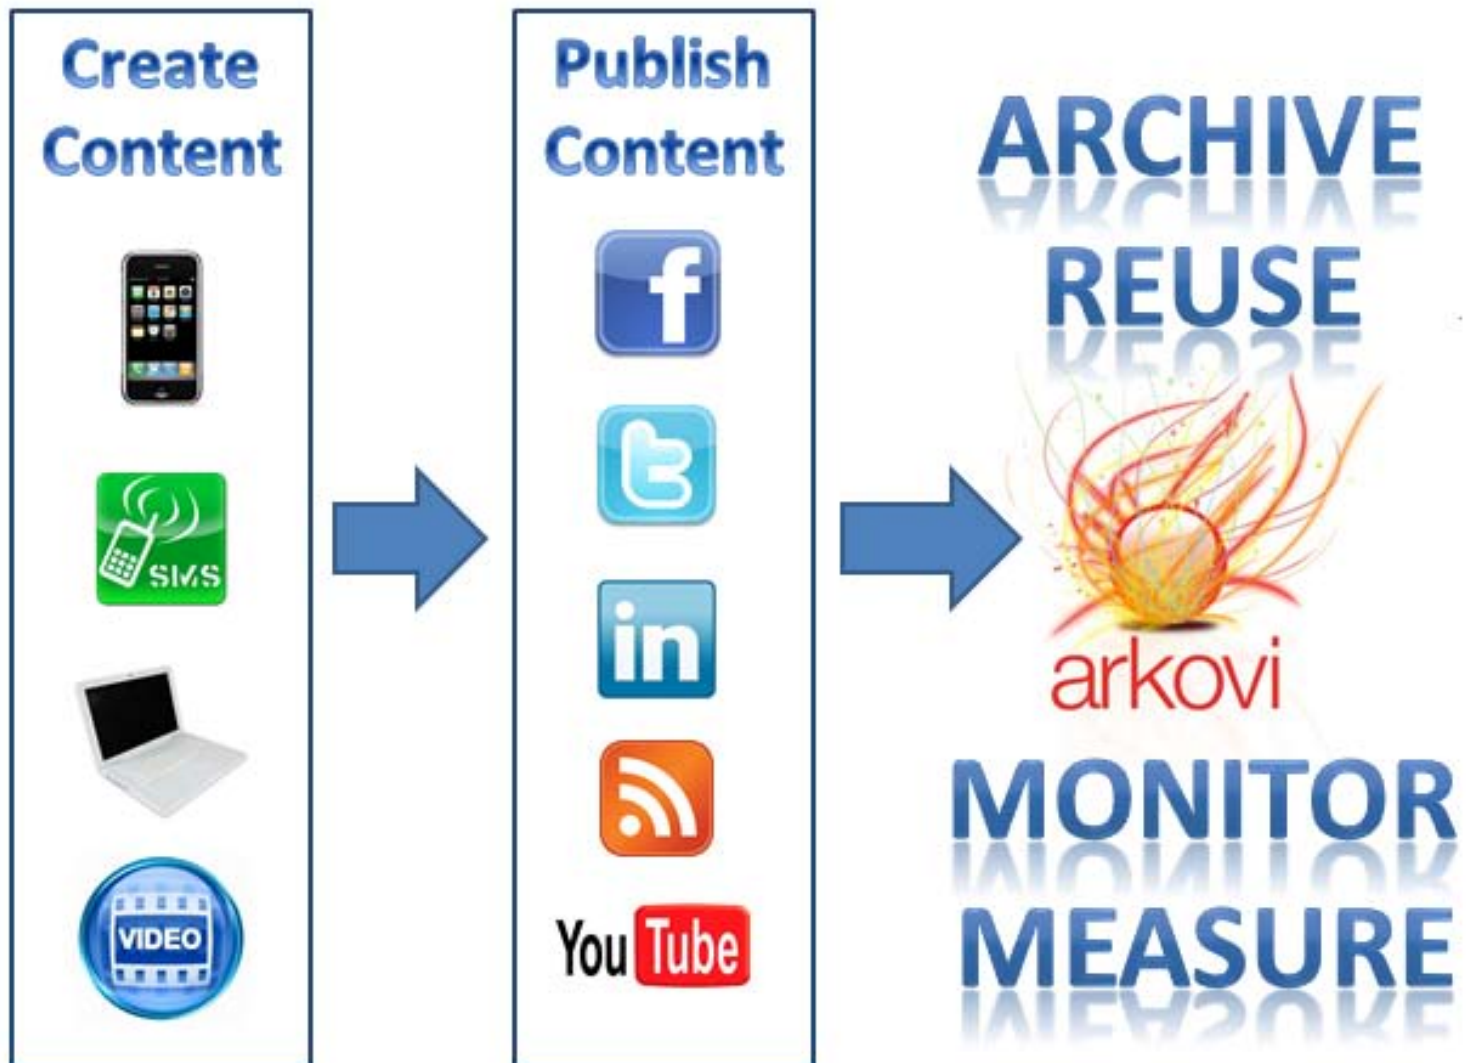 Create
Content
SMS
VIDEO
Publish
Content
f
t
in
You Tube
ARCHIVE
REUSE
arkovi
MONITOR
MEASURE